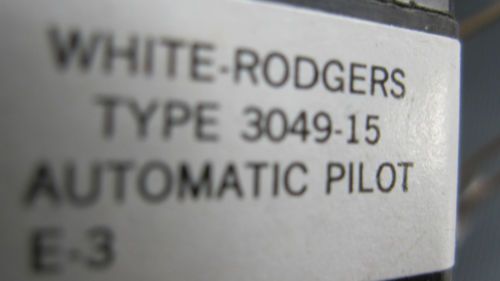 WHITE-RODGERS
TYPE 3049-15
AUTOMATIC PILOT
E-3